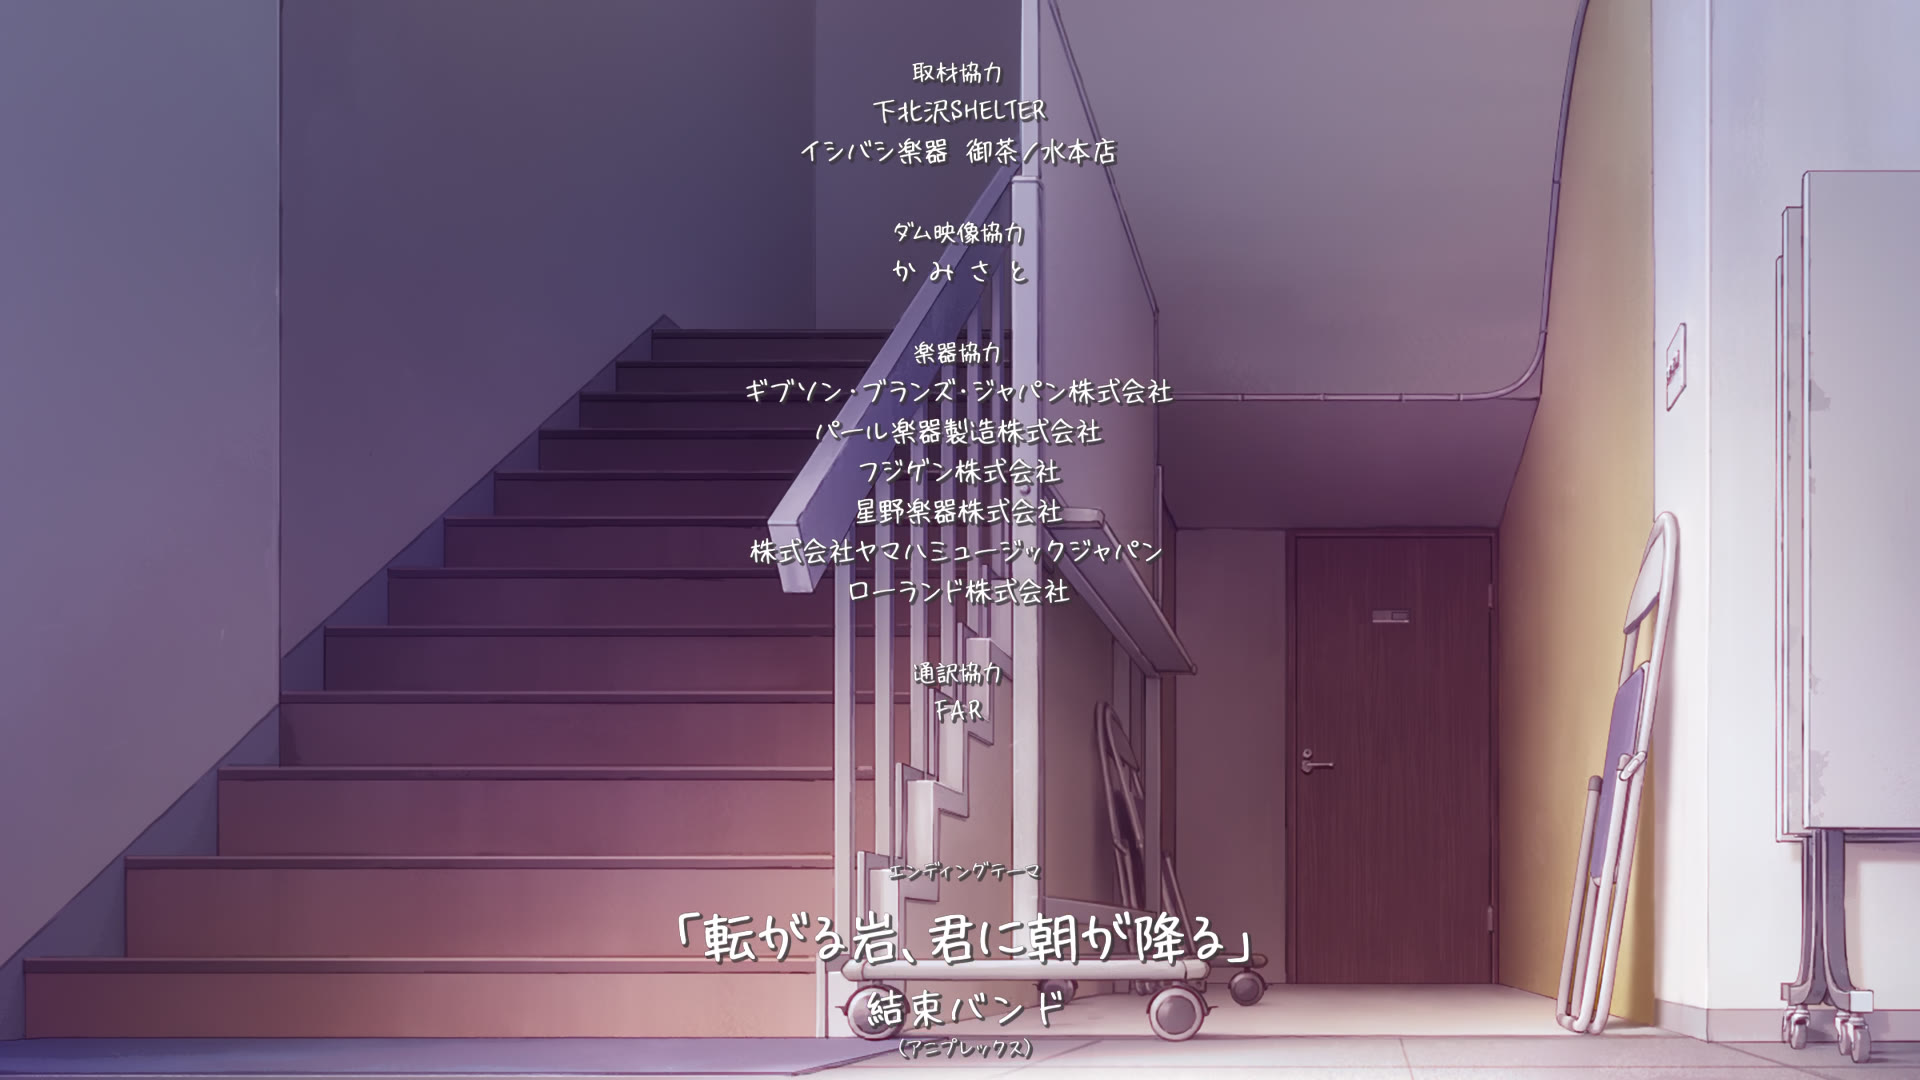 取材協力
下北沢SHELTER
イシバシ楽器 御茶ノ水本店
ダム映像協力
かみさと
楽器協力
ギブソン・ブランズ・ジャパン株式会社
パール楽器製造株式会社
フジゲン株式会社
星野楽器株式会社
株式会社ヤマハミュージックジャパン
ローランド株式会社
通訳協力
FAR
エンディングテーマ
「転がる岩、君に朝が降る」
結束バンド
(アニプレックス)